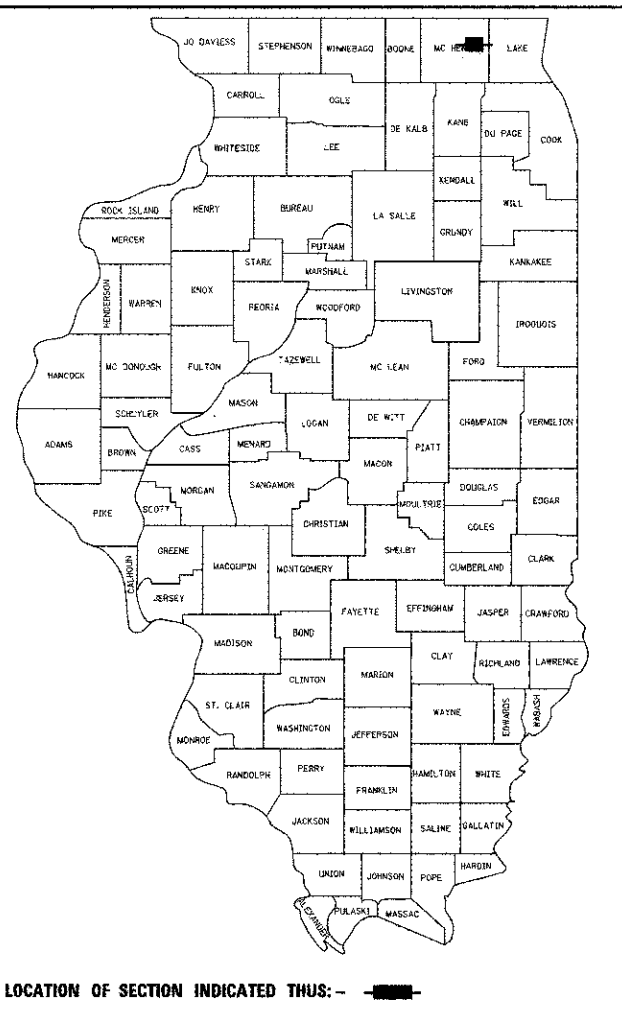 JO DAVIESS STEPHENSON WINNEBAGO BOONE MC HENRY LAKE
CARROLL OGLE DE KALB KANE DU PAGE COOK
WHITESIDE LEE
KENDALL
ROCK ISLAND HENRY BUREAU LA SALLE WILL
MERCER PUTNAM GRUNDY
STARK MARSHALL KANKAKEE
HENDERSON WARREN KNOX PEORIA WOODFORD LIVINGSTON IROQUOIS
HANCOCK MC DONOUGH FULTON TAZEWELL MC LEAN FORD
SCHUYLER MASON LOGAN DE WITT CHAMPAIGN VERMILION
ADAMS BROWN CASS MENARD MACON PIATT
PIKE SCOTT MORGAN SANGAMON CHRISTIAN MOULTRIE DOUGLAS EDGAR
COLES
GREENE MACOUPIN MONTGOMERY SHELBY CUMBERLAND CLARK
CALHOUN JERSEY
FAYETTE EFFINGHAM JASPER CRAWFORD
MADISON BOND
CLINTON MARION CLAY RICHLAND LAWRENCE
ST. CLAIR WASHINGTON JEFFERSON WAYNE EDWARDS WABASH
MONROE
RANDOLPH PERRY FRANKLIN HAMILTON WHITE
JACKSON WILLIAMSON SALINE GALLATIN
UNION JOHNSON POPE HARDIN
ALEXANDER PULASKI MASSAC
LOCATION OF SECTION INDICATED THUS: –